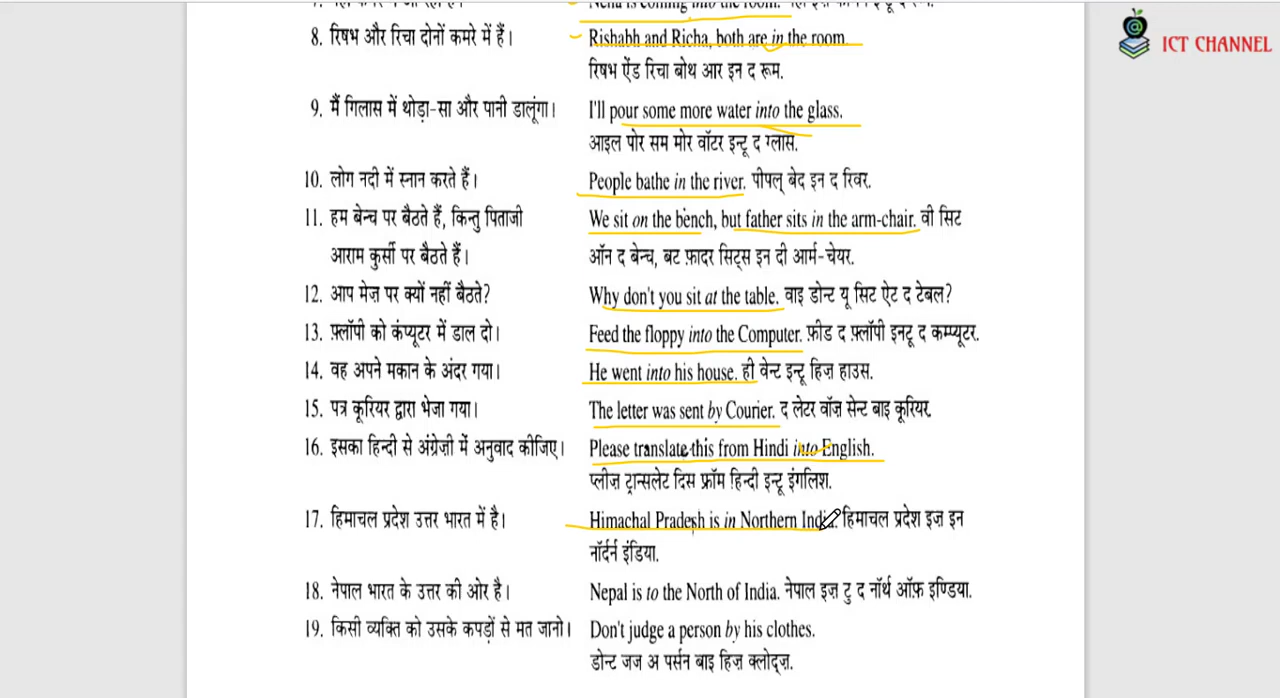 Neha is coming into the room.
8. रिषभ और रिचा दोनों कमरे में हैं। Rishabh and Richa, both are in the room
रिषभ ऐंड रिचा बोथ आर इन द रूम.
9. मैं गिलास में थोड़ा-सा और पानी डालूंगा। I'll pour some more water into the glass.
आइल पोर सम मोर वॉटर इन्टू द ग्लास.
10. लोग नदी में स्नान करते हैं। People bathe in the river. पीपल् बेद इन द रिवर.
11. हम बेन्च पर बैठते हैं, किन्तु पिताजी We sit on the bench, but father sits in the arm-chair. वी सिट
आराम कुर्सी पर बैठते हैं। ऑन द बेन्च, बट फ़ादर सिट्स इन दी आर्म-चेयर.
12. आप मेज़ पर क्यों नहीं बैठते? Why don't you sit at the table. वाइ डोन्ट यू सिट ऐट द टेबल?
13. फ़्लॉपी को कंप्यूटर में डाल दो। Feed the floppy into the Computer. फ़ीड द फ़्लॉपी इनटू द कम्प्यूटर.
14. वह अपने मकान के अंदर गया। He went into his house. ही वेन्ट इन्टू हिज़ हाउस.
15. पत्र कूरियर द्वारा भेजा गया। The letter was sent by Courier. द लेटर वॉज़ सेन्ट बाइ कूरियर.
16. इसका हिन्दी से अंग्रेज़ी में अनुवाद कीजिए। Please translate this from Hindi into English.
प्लीज़ ट्रान्सलेट दिस फ्रॉम हिन्दी इन्टू इंगलिश.
17. हिमाचल प्रदेश उत्तर भारत में है। Himachal Pradesh is in Northern India. हिमाचल प्रदेश इज़ इन
नॉर्दर्न इंडिया.
18. नेपाल भारत के उत्तर की ओर है। Nepal is to the North of India. नेपाल इज़ टु द नॉर्थ ऑफ़ इण्डिया.
19. किसी व्यक्ति को उसके कपड़ों से मत जानो। Don't judge a person by his clothes.
डोन्ट जज अ पर्सन बाइ हिज़ क्लोद्ज़.
ICT CHANNEL